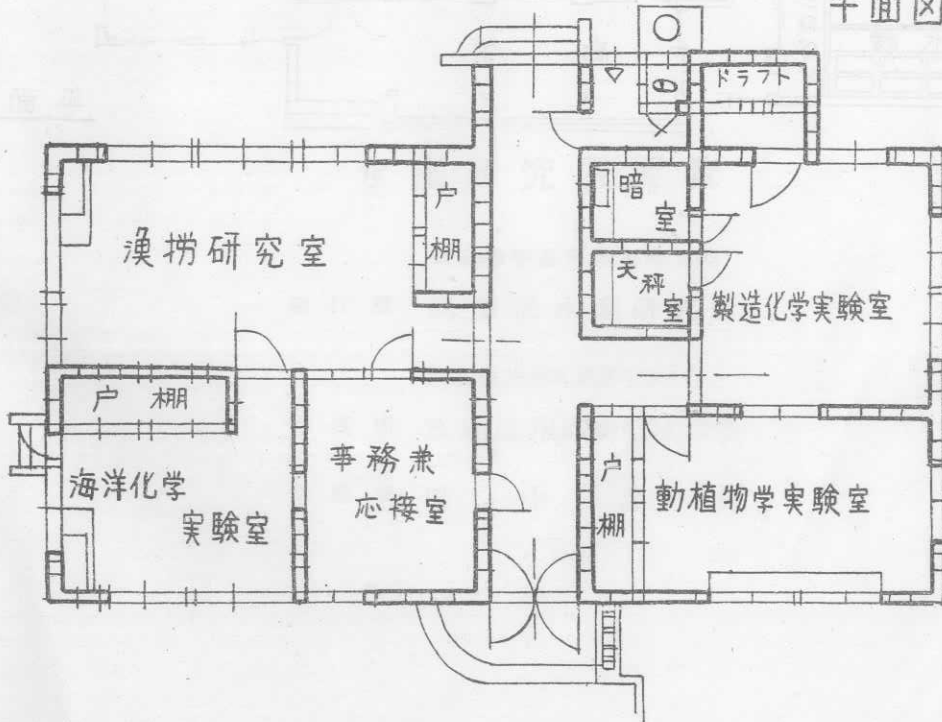 平面図
ドラフト
戸棚
暗室
漁撈研究室
天秤室
製造化学実験室
戸棚
事務兼
応接室
海洋化学
実験室
戸棚
動植物学実験室